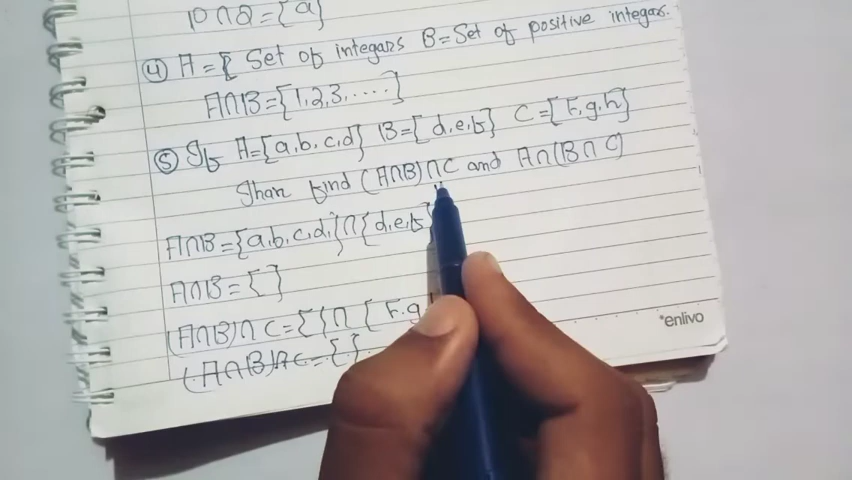 P∩Q={a}
④ A={ Set of integars B=Set of positive integars.
A∩B={1,2,3,....}
⑤ If A={a,b,c,d} B={d,e,f} C={F,g,h}
Than find (A∩B)∩C and A∩(B∩C)
A∩B={a,b,c,d,}∩{d,e,f
A∩B={ }
(A∩B)∩C={ }∩{F,g,
(A∩B)∩C={ }
enlivo